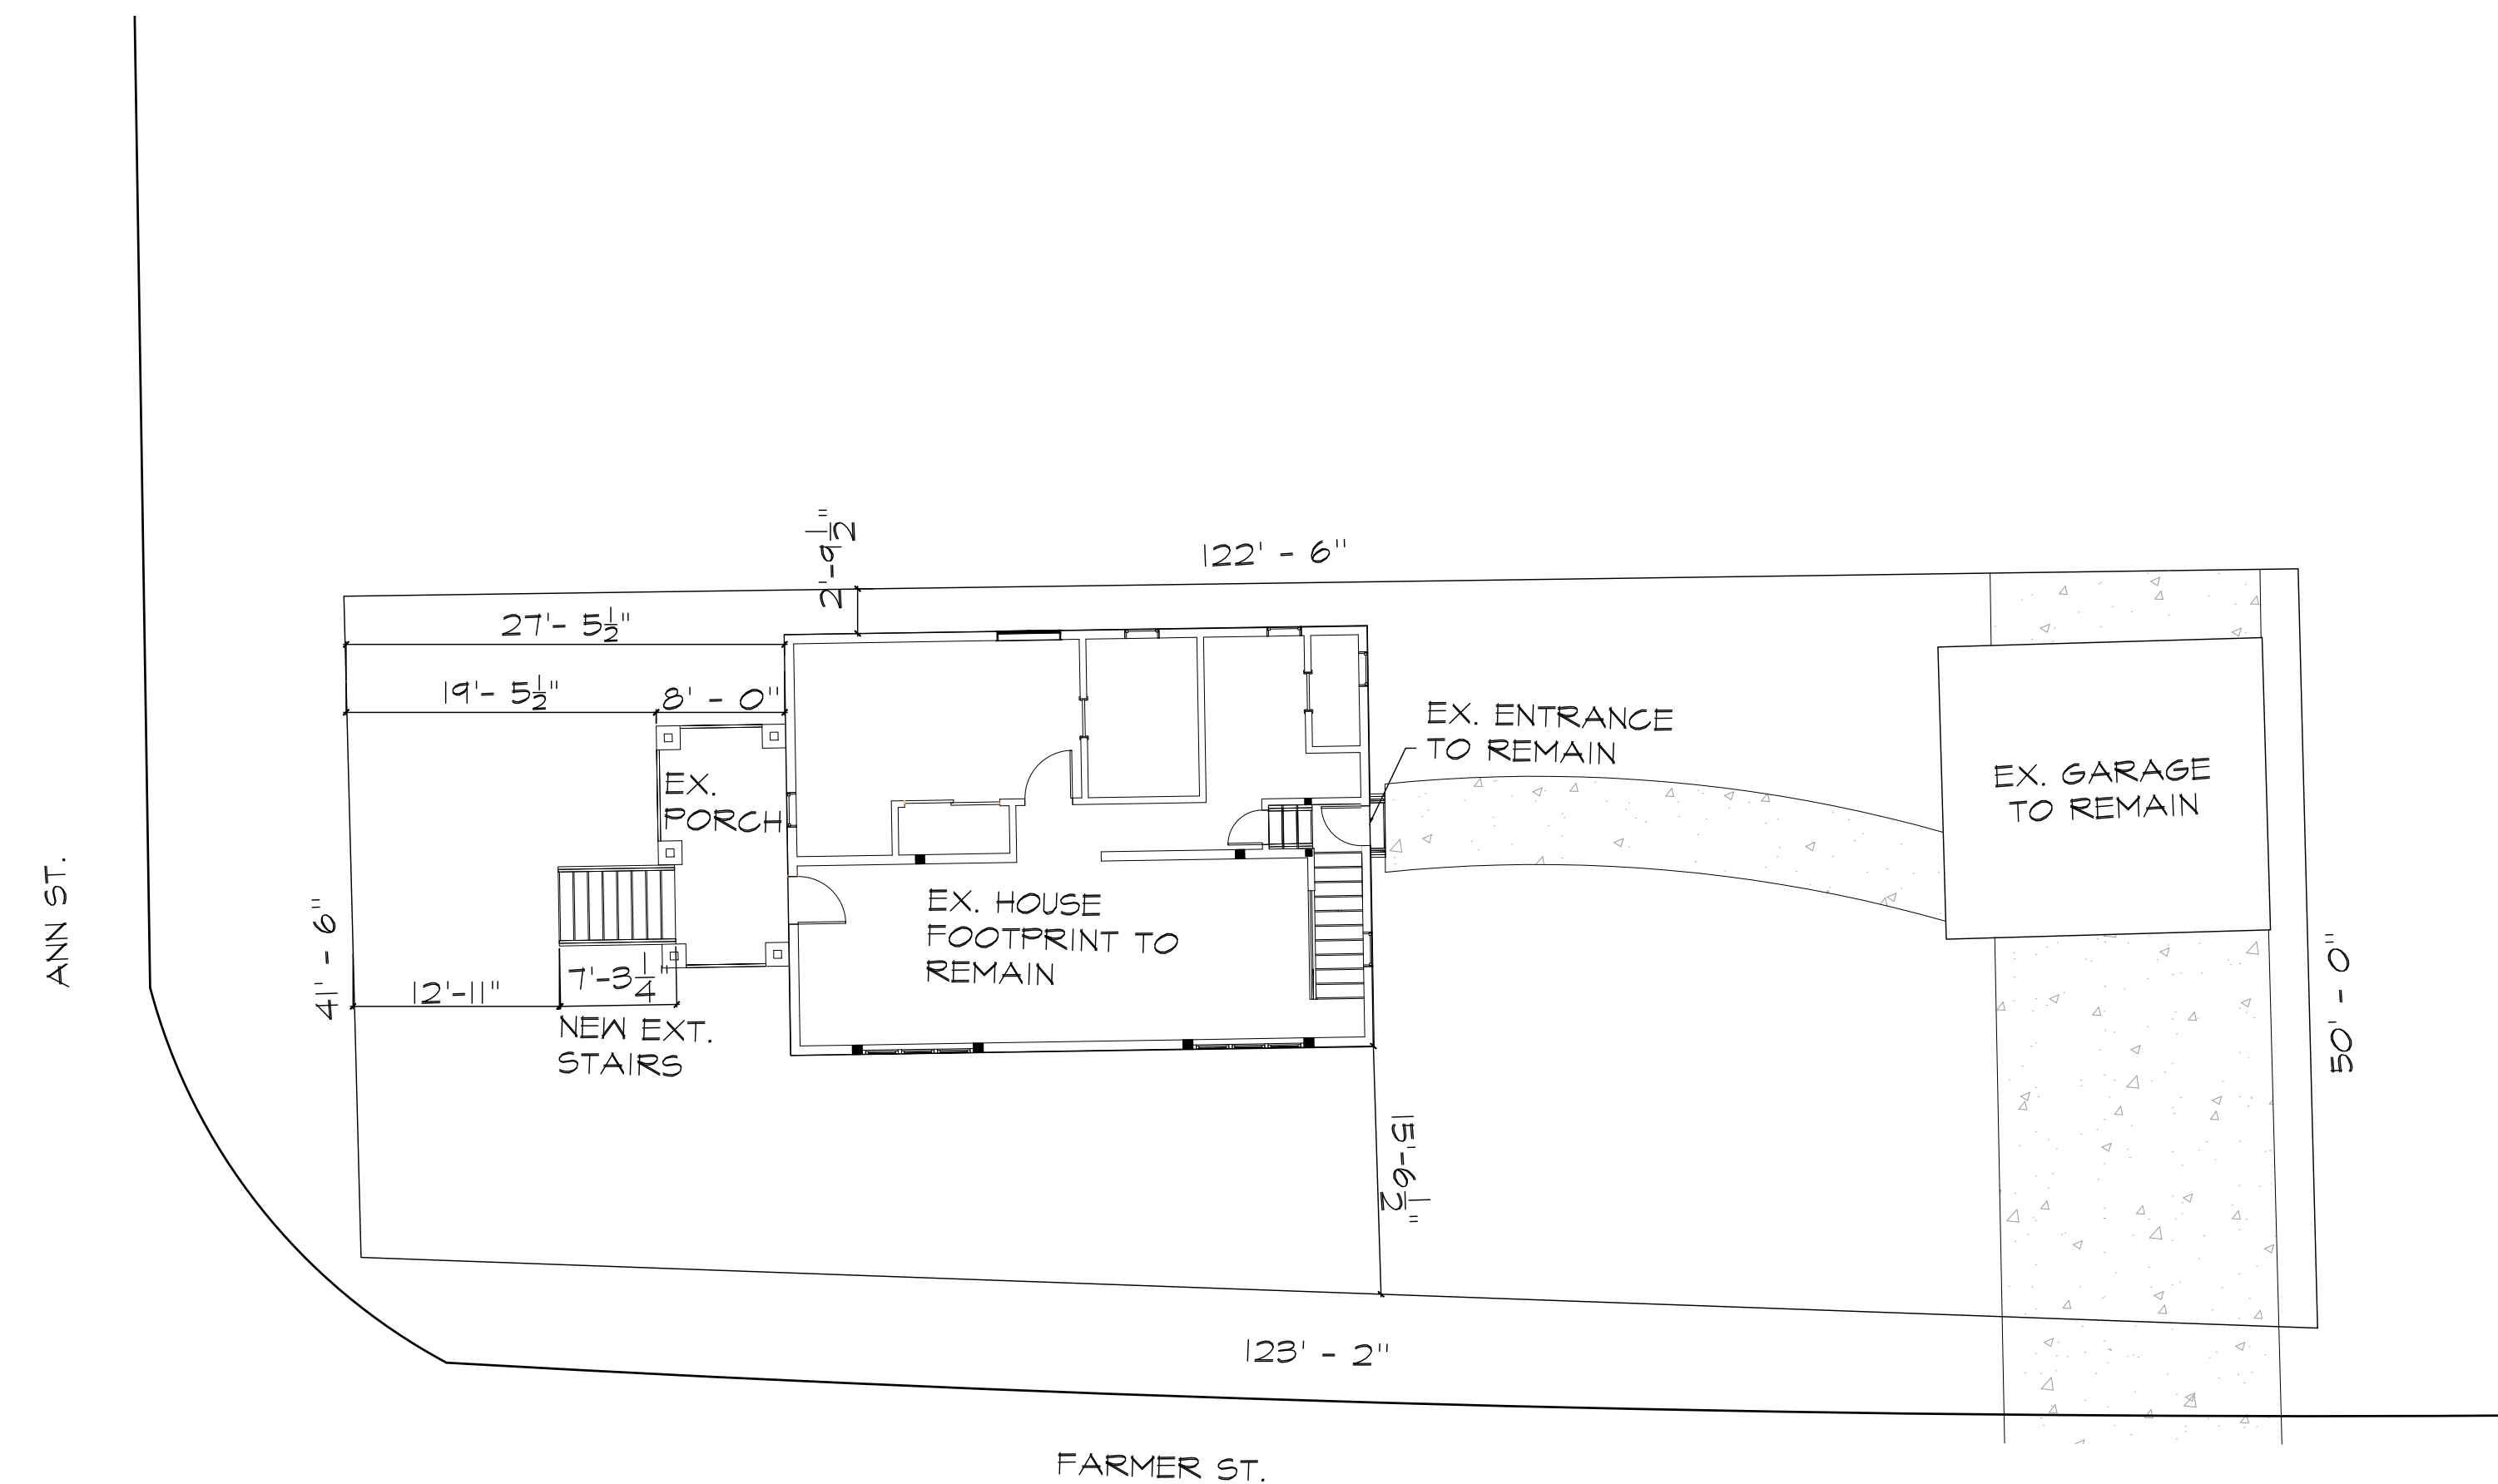 2'-9½"
122' - 6"
27'- 5½"
19'- 5½"
8' - 0"
EX. ENTRANCE
TO REMAIN
EX.
PORCH
EX. GARAGE
TO REMAIN
ANN ST.
41' - 6"
EX. HOUSE
FOOTPRINT TO
REMAIN
50' - 0"
12'-11"
7'-3¼"
NEW EXT.
STAIRS
15'-6½"
123' - 2"
FARMER ST.